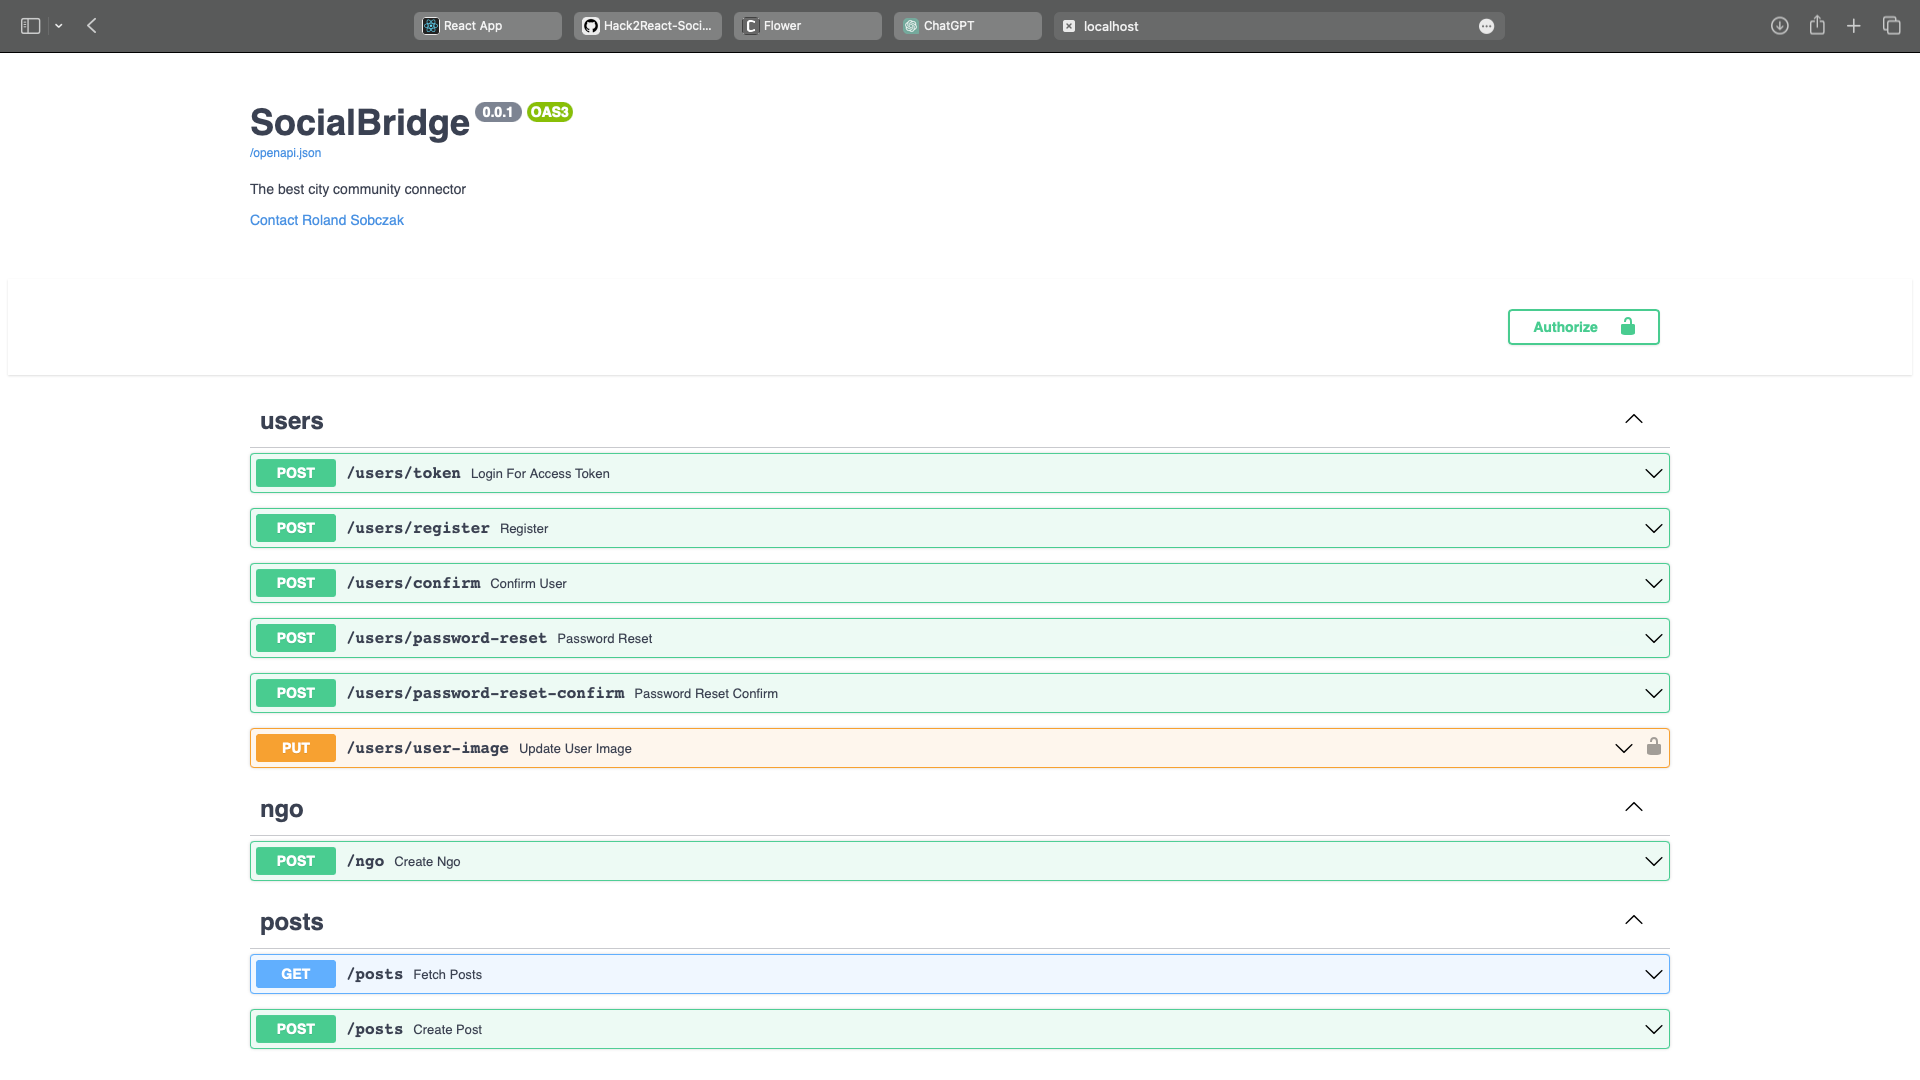 React App
Hack2React-Soci...
Flower
ChatGPT
localhost
SocialBridge 0.0.1 OAS3
/openapi.json
The best city community connector
Contact Roland Sobczak
Authorize
users
POST /users/token Login For Access Token
POST /users/register Register
POST /users/confirm Confirm User
POST /users/password-reset Password Reset
POST /users/password-reset-confirm Password Reset Confirm
PUT /users/user-image Update User Image
ngo
POST /ngo Create Ngo
posts
GET /posts Fetch Posts
POST /posts Create Post